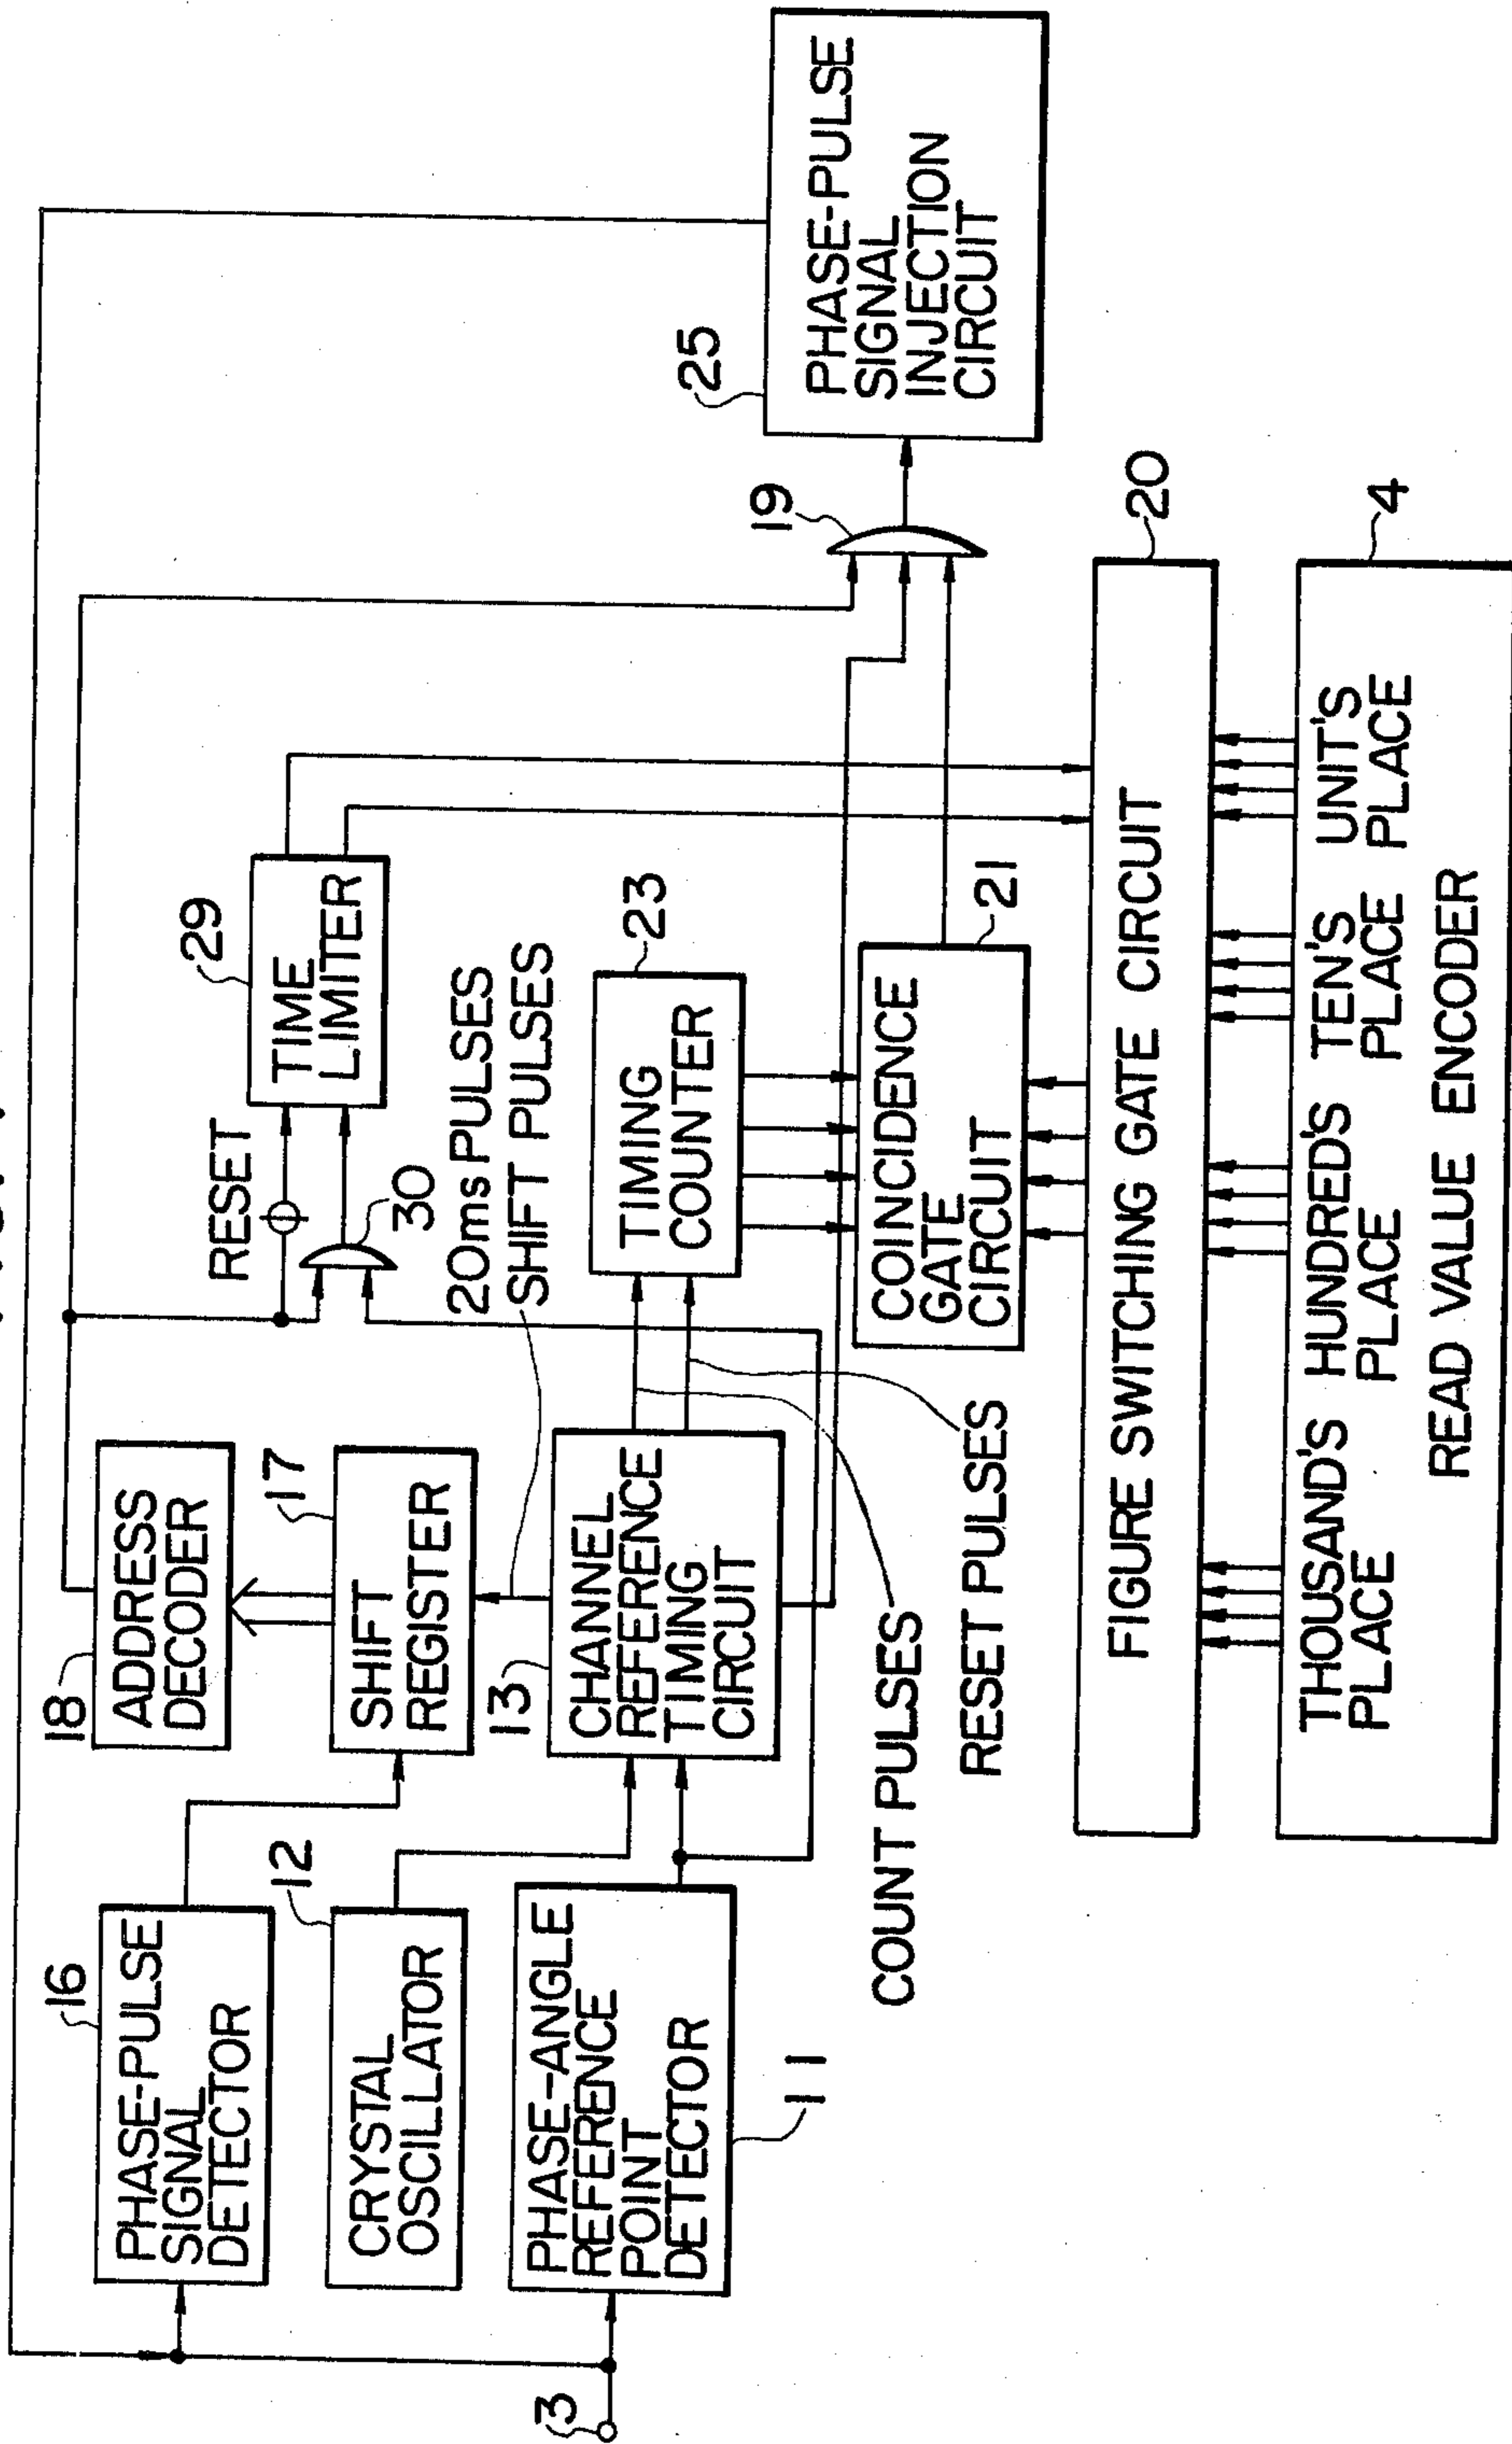 3
16
PHASE-PULSE
SIGNAL
DETECTOR
12
CRYSTAL
OSCILLATOR
PHASE-ANGLE
REFERENCE
POINT
DETECTOR
11
18
ADDRESS
DECODER
17
SHIFT
REGISTER
13
CHANNEL
REFERENCE
TIMING
CIRCUIT
COUNT PULSES
RESET PULSES
RESET
30
20ms PULSES
SHIFT PULSES
29
TIME
LIMITER
23
TIMING
COUNTER
COINCIDENCE
GATE
CIRCUIT
21
19
25
PHASE-PULSE
SIGNAL
INJECTION
CIRCUIT
20
FIGURE SWITCHING GATE CIRCUIT
4
THOUSAND'S HUNDRED'S TEN'S UNIT'S
PLACE PLACE PLACE PLACE
READ VALUE ENCODER